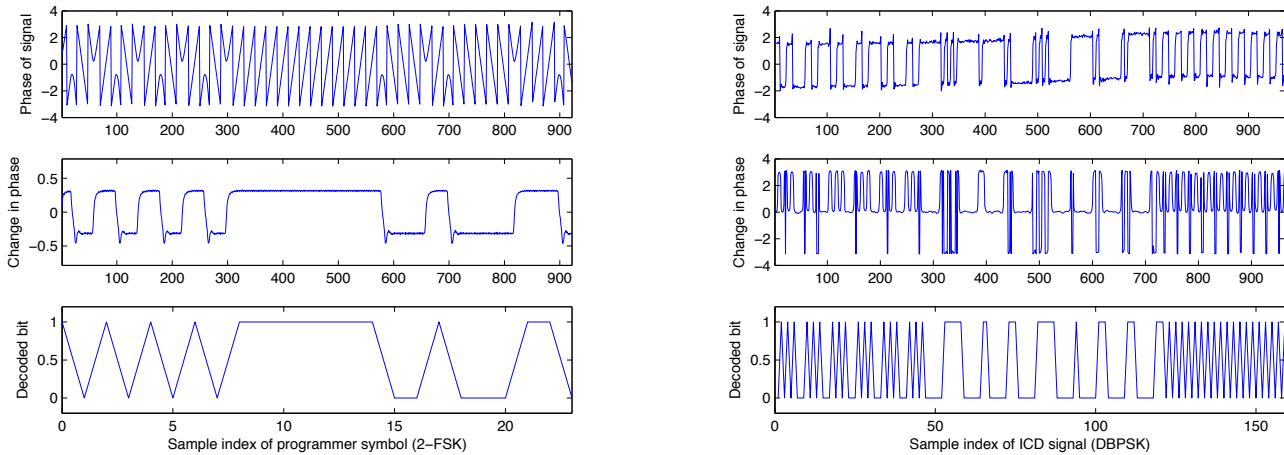 Phase of signal
4
2
0
−2
−4
100 200 300 400 500 600 700 800 900
Change in phase
0.5
0
−0.5
100 200 300 400 500 600 700 800 900
Decoded bit
1
0.5
0
0 5 10 15 20
Sample index of programmer symbol (2−FSK)
Phase of signal
4
2
0
−2
−4
100 200 300 400 500 600 700 800 900
Change in phase
4
2
0
−2
−4
100 200 300 400 500 600 700 800 900
Decoded bit
1
0.5
0
50 100 150
Sample index of ICD signal (DBPSK)